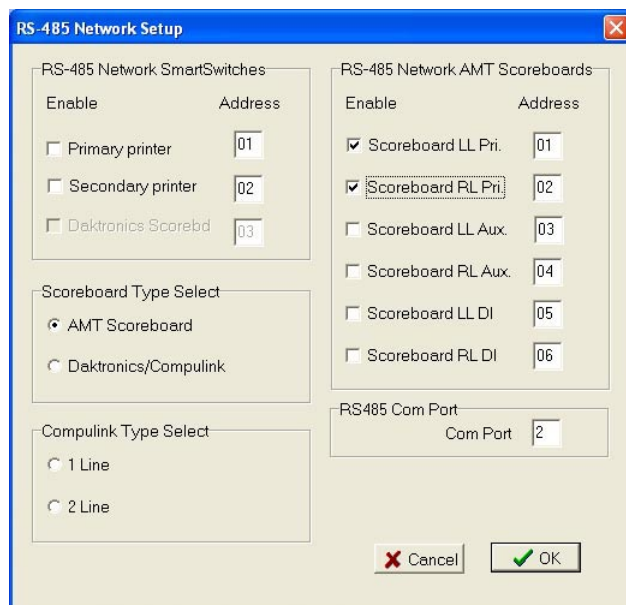 RS-485 Network Setup
RS-485 Network SmartSwitches
Enable Address
Primary printer 01
Secondary printer 02
Daktronics Scorebd 03
Scoreboard Type Select
AMT Scoreboard
Daktronics/Compulink
Compulink Type Select
1 Line
2 Line
RS-485 Network AMT Scoreboards
Enable Address
Scoreboard LL Pri. 01
Scoreboard RL Pri. 02
Scoreboard LL Aux. 03
Scoreboard RL Aux. 04
Scoreboard LL DI 05
Scoreboard RL DI 06
RS485 Com Port
Com Port 2
Cancel OK